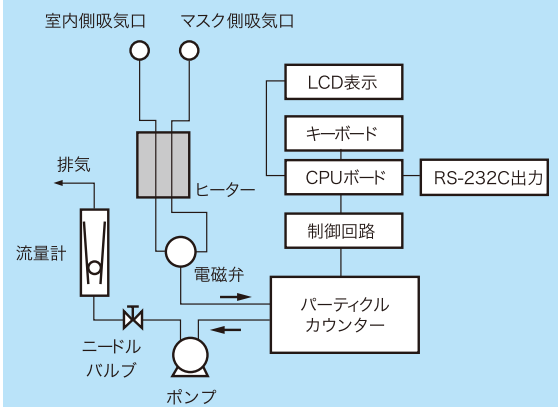 室内側吸気口
マスク側吸気口
LCD表示
キーボード
CPUボード
RS-232C出力
排気
ヒーター
制御回路
流量計
電磁弁
パーティクル
カウンター
ニードル
バルブ
ポンプ